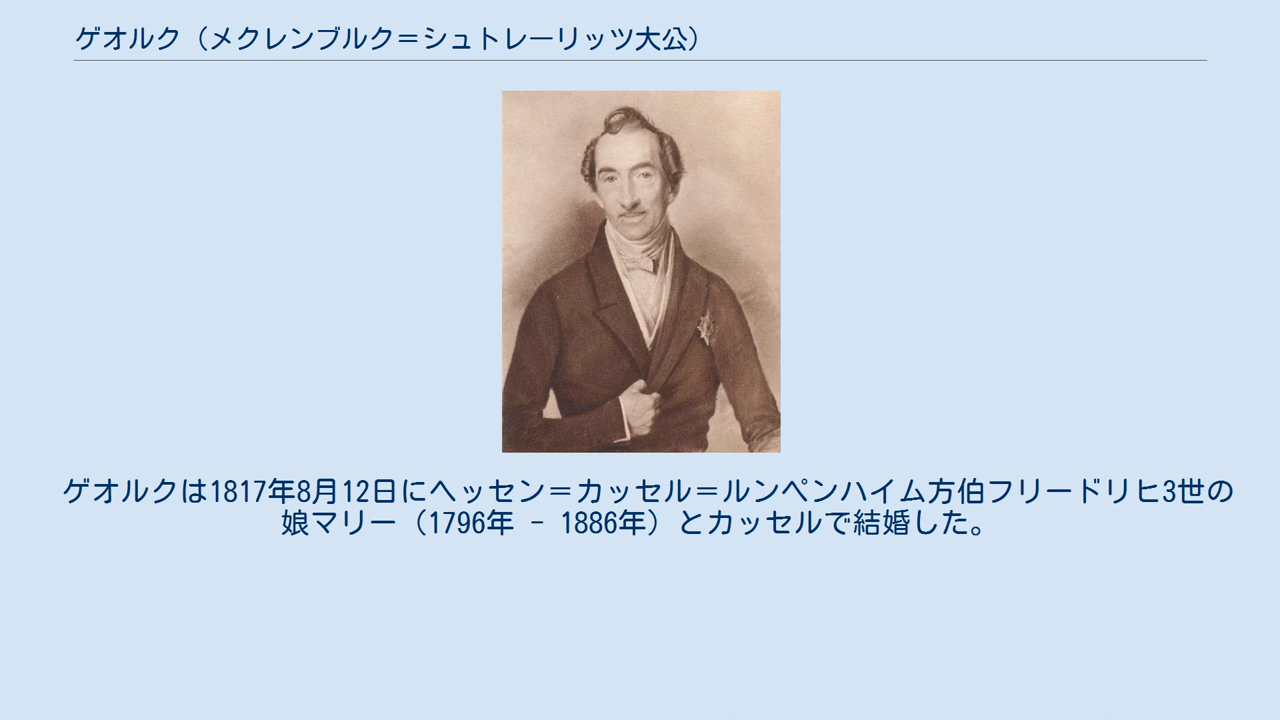 ゲオルク（メクレンブルク＝シュトレーリッツ大公）
ゲオルクは1817年8月12日にヘッセン＝カッセル＝ルンペンハイム方伯フリードリヒ3世の
娘マリー（1796年 - 1886年）とカッセルで結婚した。